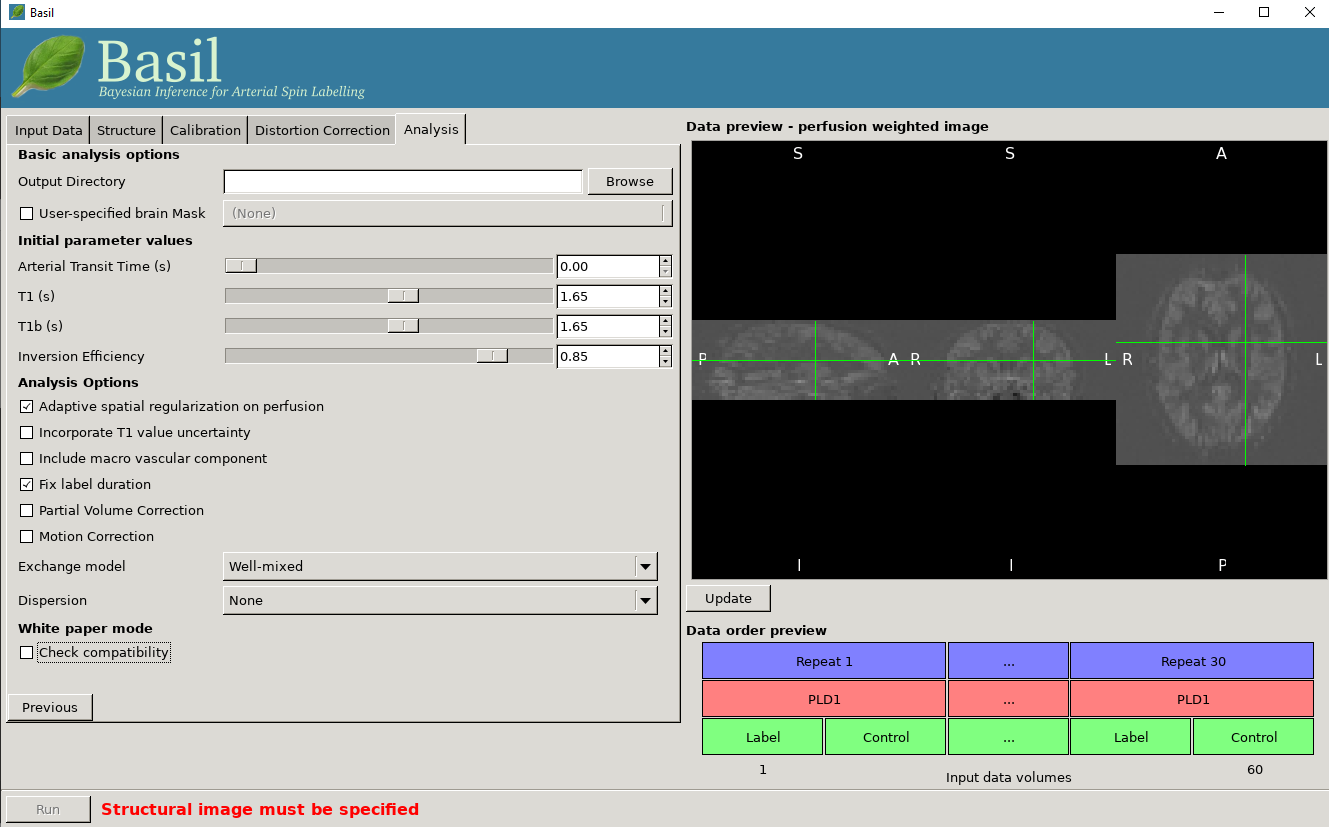 Basil
Basil
Bayesian Inference for Arterial Spin Labelling
Input Data Structure Calibration Distortion Correction Analysis
Basic analysis options
Output Directory Browse
User-specified brain Mask (None)
Initial parameter values
Arterial Transit Time (s) 0.00
T1 (s) 1.65
T1b (s) 1.65
Inversion Efficiency 0.85
Analysis Options
Adaptive spatial regularization on perfusion
Incorporate T1 value uncertainty
Include macro vascular component
Fix label duration
Partial Volume Correction
Motion Correction
Exchange model Well-mixed
Dispersion None
White paper mode
Check compatibility
Previous
Data preview - perfusion weighted image
S S A
P A R L R L
I I P
Update
Data order preview
Repeat 1 ... Repeat 30
PLD1 ... PLD1
Label Control ... Label Control
1 60
Input data volumes
Run Structural image must be specified